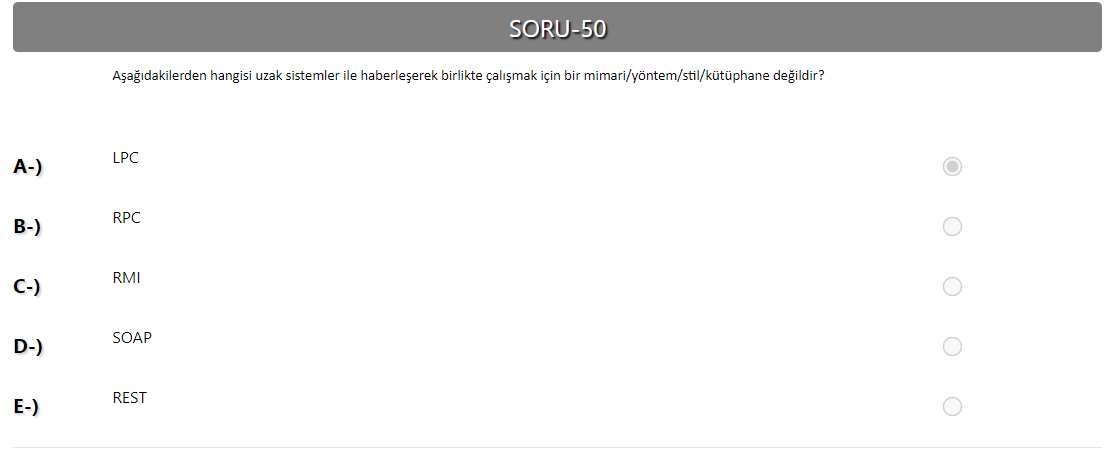 SORU-50
Aşağıdakilerden hangisi uzak sistemler ile haberleşerek birlikte çalışmak için bir mimari/yöntem/stil/kütüphane değildir?
A-) LPC
B-) RPC
C-) RMI
D-) SOAP
E-) REST